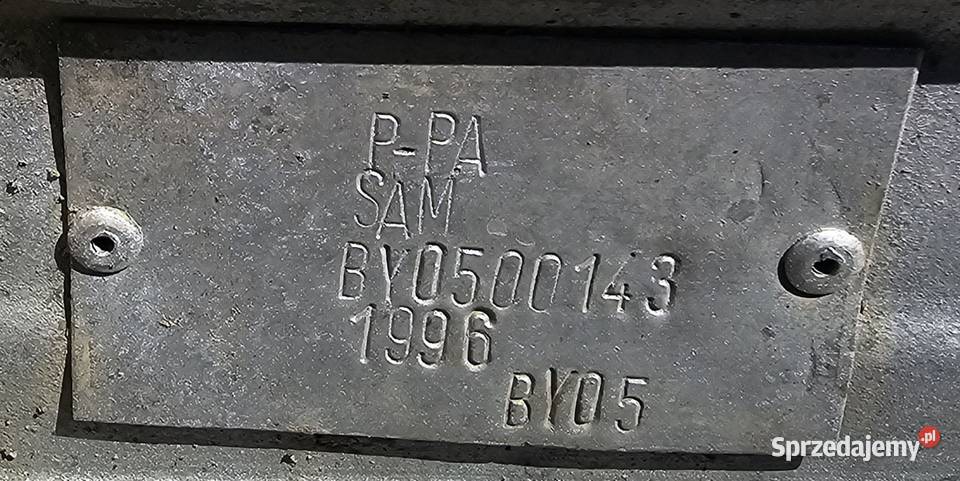 P-PA
SAM
BY0500143
1996
BY05
Sprzedajemy.pl